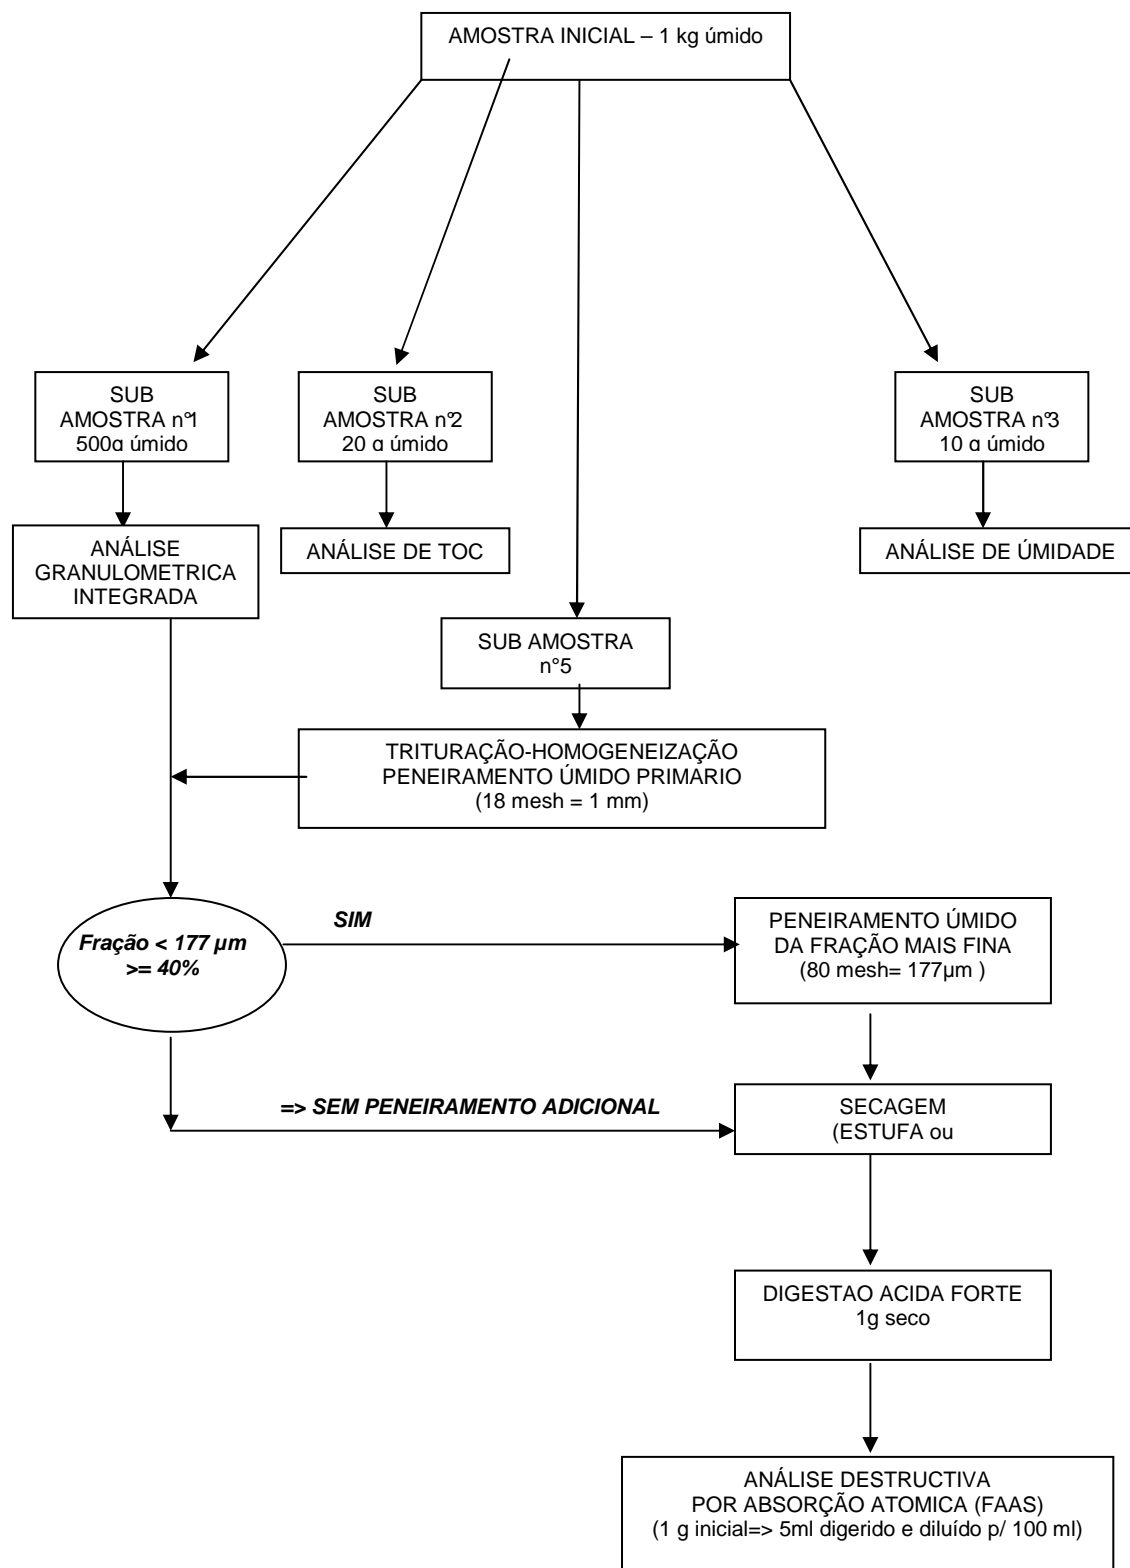 AMOSTRA INICIAL – 1 kg úmido
SUB
AMOSTRA n°1
500g úmido
SUB
AMOSTRA n°2
20 g úmido
SUB
AMOSTRA n°3
10 g úmido
ANÁLISE
GRANULOMETRICA
INTEGRADA
ANÁLISE DE TOC
ANÁLISE DE ÚMIDADE
SUB AMOSTRA
n°5
TRITURAÇÃO-HOMOGENEIZAÇÃO
PENEIRAMENTO ÚMIDO PRIMARIO
(18 mesh = 1 mm)
Fração < 177 µm
>= 40%
SIM
PENEIRAMENTO ÚMIDO
DA FRAÇÃO MAIS FINA
(80 mesh= 177µm )
=> SEM PENEIRAMENTO ADICIONAL
SECAGEM
(ESTUFA ou
DIGESTAO ACIDA FORTE
1g seco
ANÁLISE DESTRUCTIVA
POR ABSORÇÃO ATOMICA (FAAS)
(1 g inicial=> 5ml digerido e diluído p/ 100 ml)